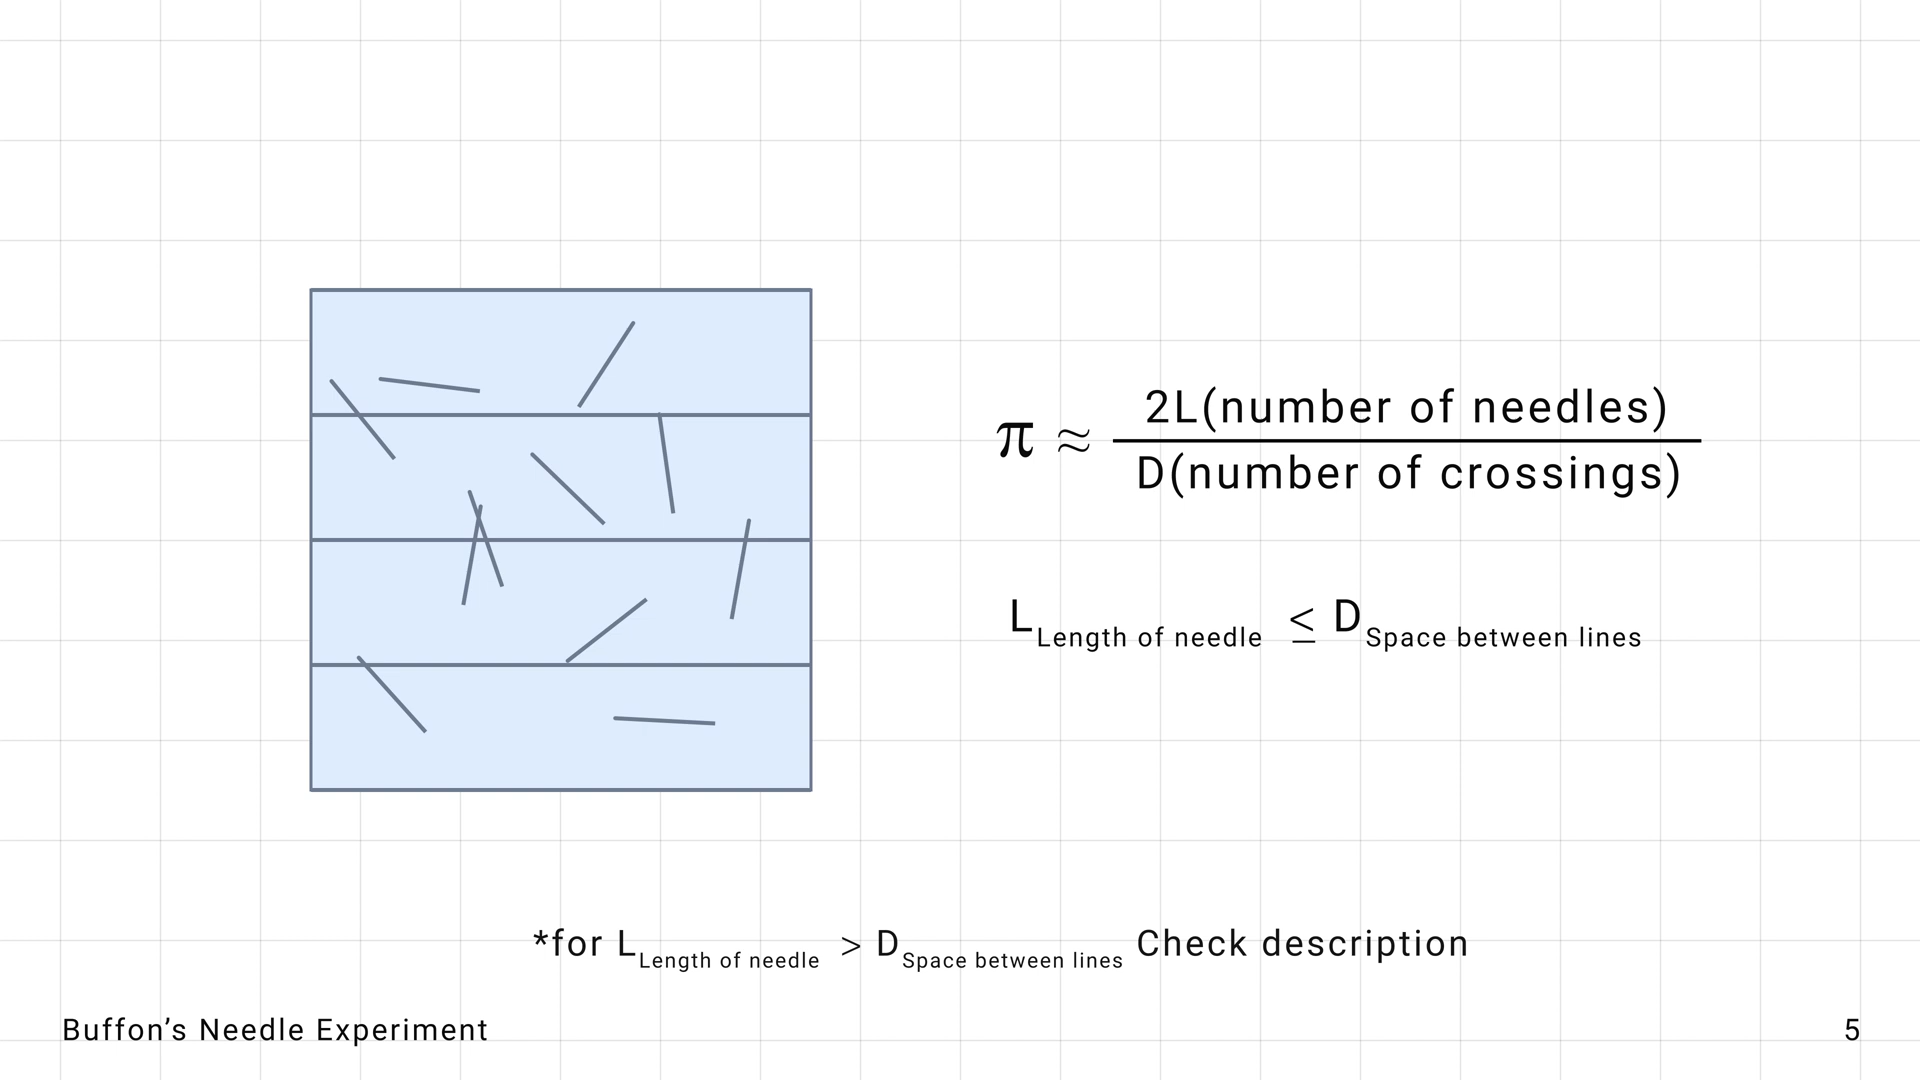 π ≈ 2L(number of needles)
D(number of crossings)
L Length of needle ≤ D Space between lines
*for L Length of needle > D Space between lines Check description
Buffon’s Needle Experiment
5